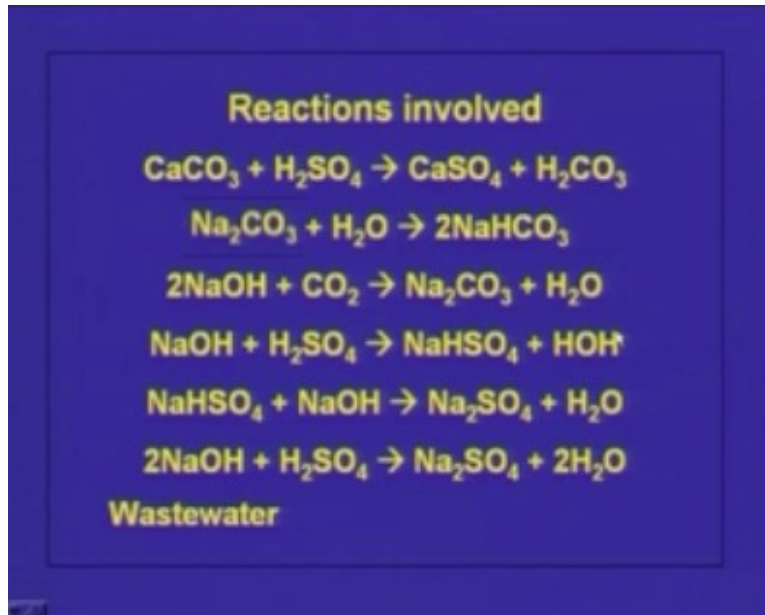 Reactions involved
CaCO₃ + H₂SO₄ → CaSO₄ + H₂CO₃
Na₂CO₃ + H₂O → 2NaHCO₃
2NaOH + CO₂ → Na₂CO₃ + H₂O
NaOH + H₂SO₄ → NaHSO₄ + HOH
NaHSO₄ + NaOH → Na₂SO₄ + H₂O
2NaOH + H₂SO₄ → Na₂SO₄ + 2H₂O
Wastewater